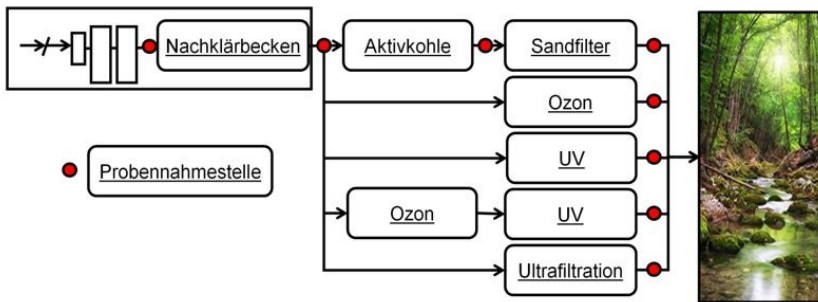 Nachklärbecken
Aktivkohle
Sandfilter
Ozon
Probennahmestelle
UV
Ozon
UV
Ultrafiltration